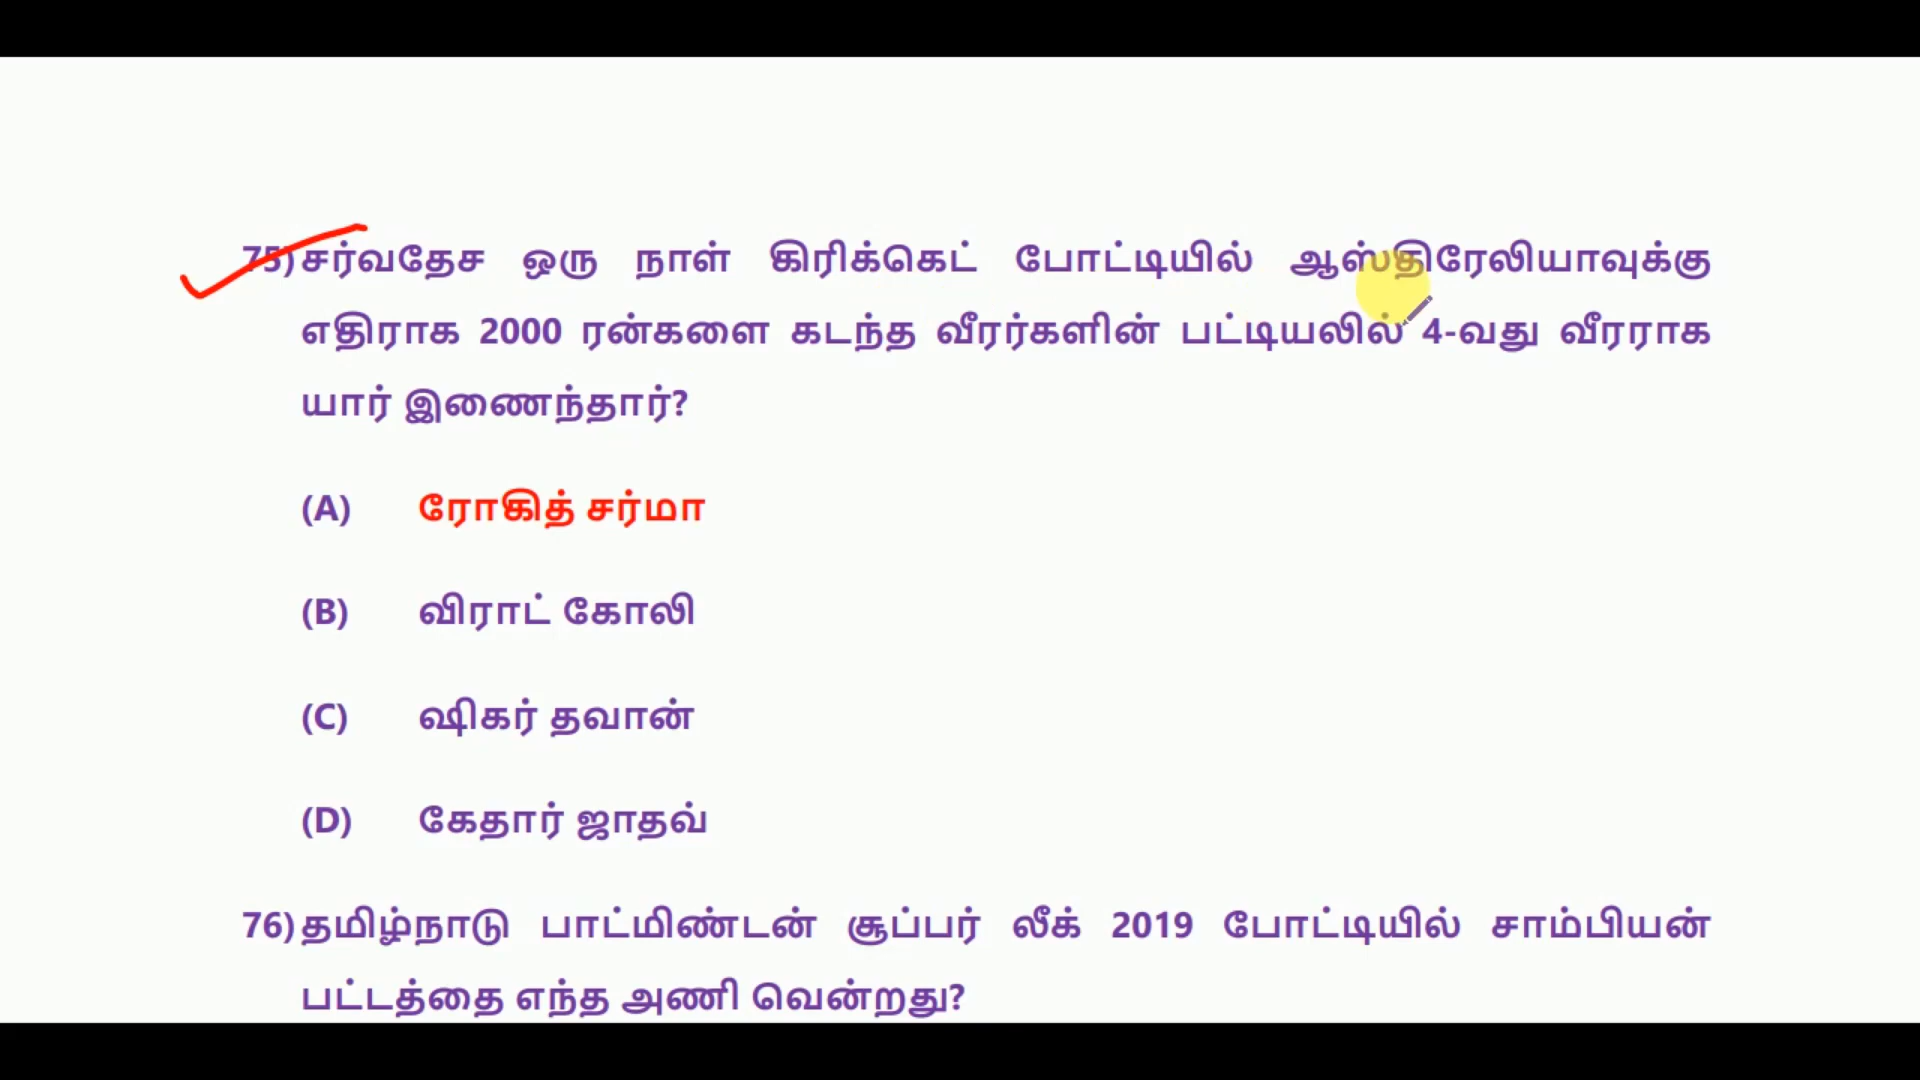 75) சர்வதேச ஒரு நாள் கிரிக்கெட் போட்டியில் ஆஸ்திரேலியாவுக்கு
எதிராக 2000 ரன்களை கடந்த வீரர்களின் பட்டியலில் 4-வது வீரராக
யார் இணைந்தார்?
(A) ரோகித் சர்மா
(B) விராட் கோலி
(C) ஷிகர் தவான்
(D) கேதார் ஜாதவ்
76) தமிழ்நாடு பாட்மிண்டன் சூப்பர் லீக் 2019 போட்டியில் சாம்பியன்
பட்டத்தை எந்த அணி வென்றது?